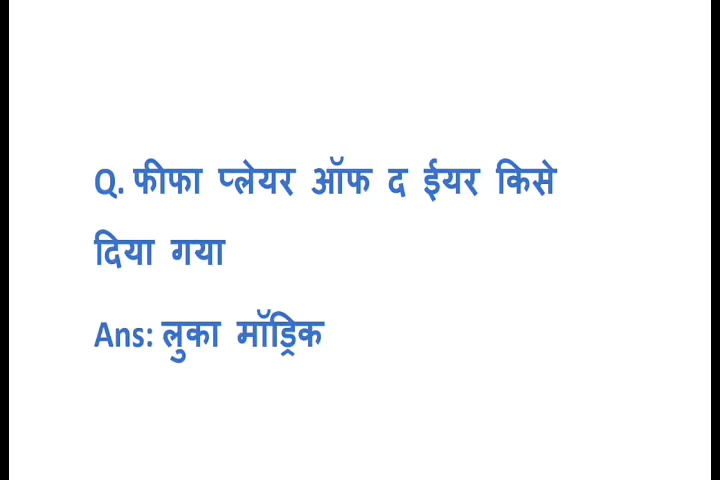 Q. फीफा प्लेयर ऑफ द ईयर किसे
दिया गया
Ans: लुका मॉड्रिक